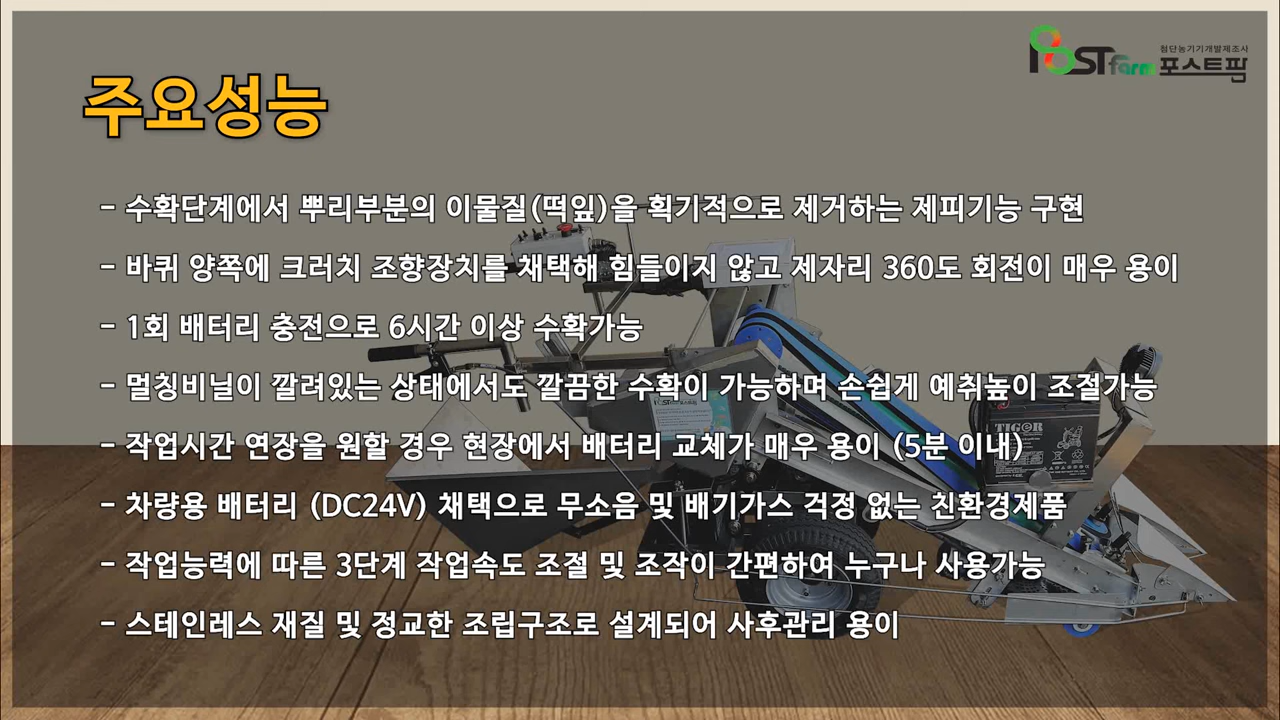 POST farm 첨단농기기개발제조사 포스트팜
주요성능
- 수확단계에서 뿌리부분의 이물질(떡잎)을 획기적으로 제거하는 제피기능 구현
- 바퀴 양쪽에 크러치 조향장치를 채택해 힘들이지 않고 제자리 360도 회전이 매우 용이
- 1회 배터리 충전으로 6시간 이상 수확가능
- 멀칭비닐이 깔려있는 상태에서도 깔끔한 수확이 가능하며 손쉽게 예취높이 조절가능
- 작업시간 연장을 원할 경우 현장에서 배터리 교체가 매우 용이 (5분 이내)
- 차량용 배터리 (DC24V) 채택으로 무소음 및 배기가스 걱정 없는 친환경제품
- 작업능력에 따른 3단계 작업속도 조절 및 조작이 간편하여 누구나 사용가능
- 스테인레스 재질 및 정교한 조립구조로 설계되어 사후관리 용이
TIGER